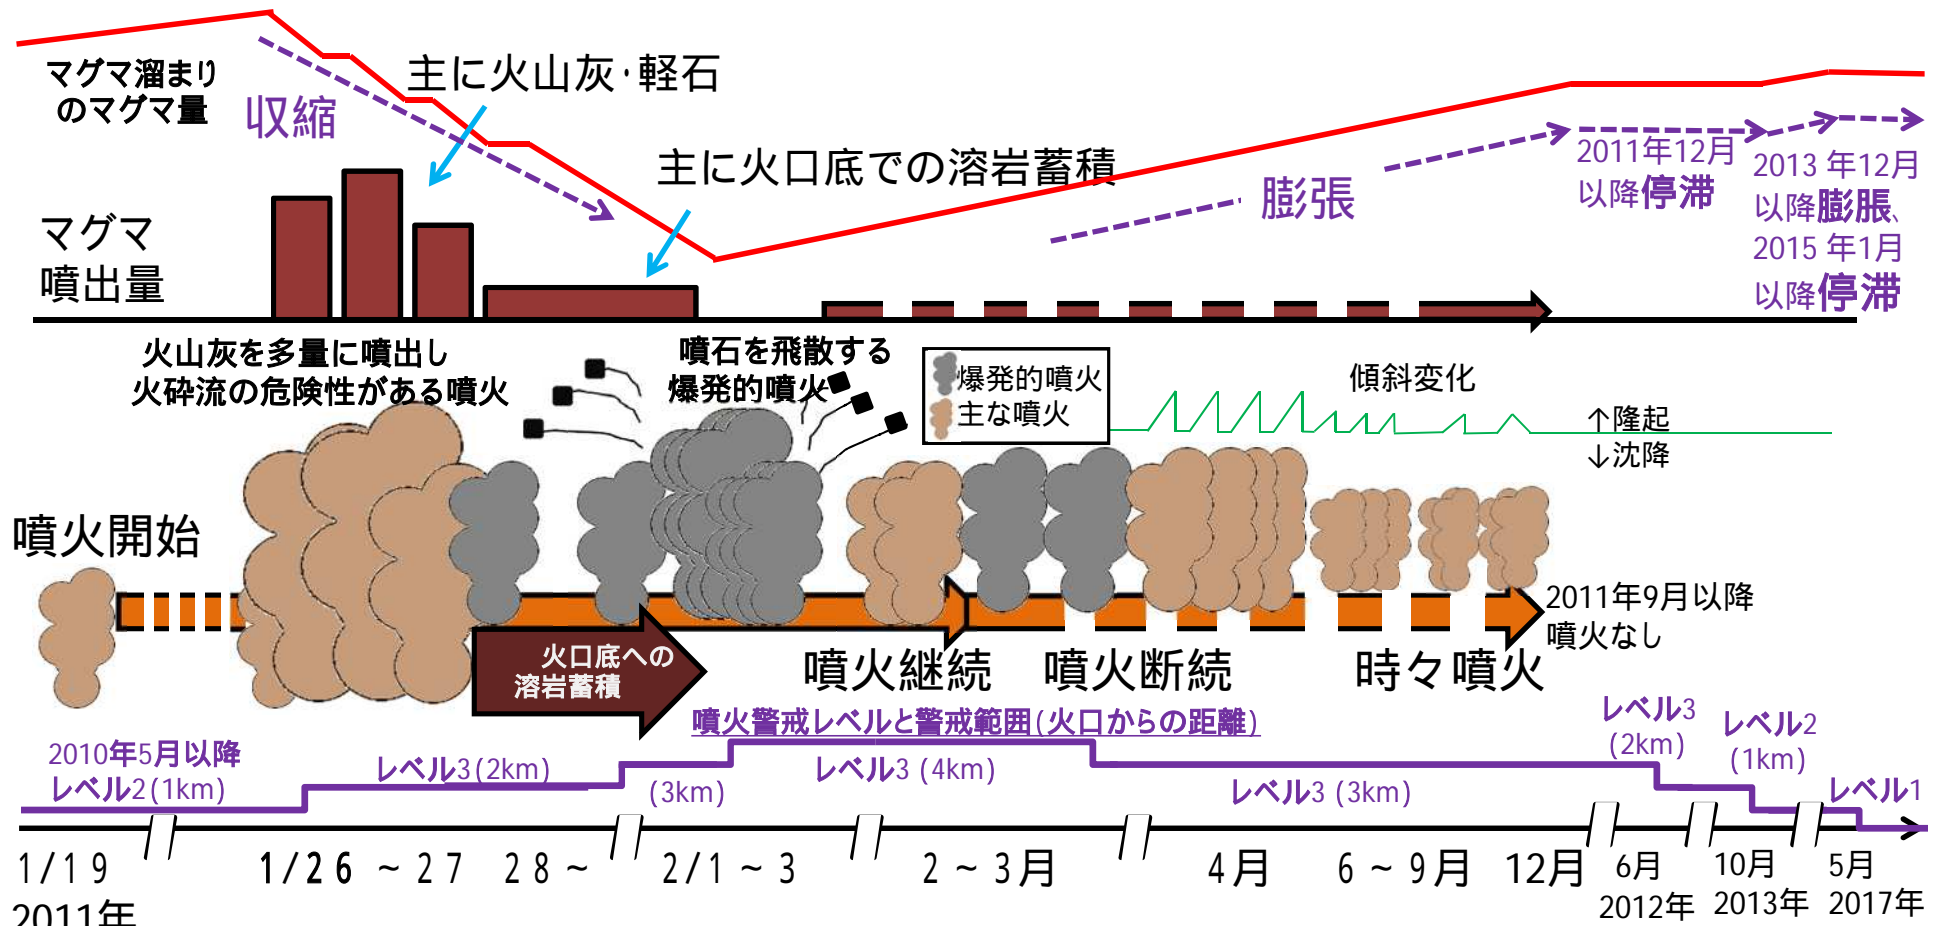 マグマ溜まり
のマグマ量
収縮
主に火山灰・軽石
主に火口底での溶岩蓄積
膨張
2011年12月
以降停滞
2013 年12月
以降膨脹、
2015 年1月
以降停滞
マグマ
噴出量
火山灰を多量に噴出し
火砕流の危険性がある噴火
噴石を飛散する
爆発的噴火
爆発的噴火
主な噴火
傾斜変化
↑隆起
↓沈降
噴火開始
2011年9月以降
噴火なし
火口底への
溶岩蓄積
噴火継続
噴火断続
時々噴火
噴火警戒レベルと警戒範囲(火口からの距離)
2010年5月以降
レベル2(1km)
レベル3(2km)
(3km)
レベル3 (4km)
レベル3 (3km)
レベル3
(2km)
レベル2
(1km)
レベル1
1/19
2011年
1/26 ~27
28~
2/1~3
2~3月
4月
6~9月
12月
6月
2012年
10月
2013年
5月
2017年